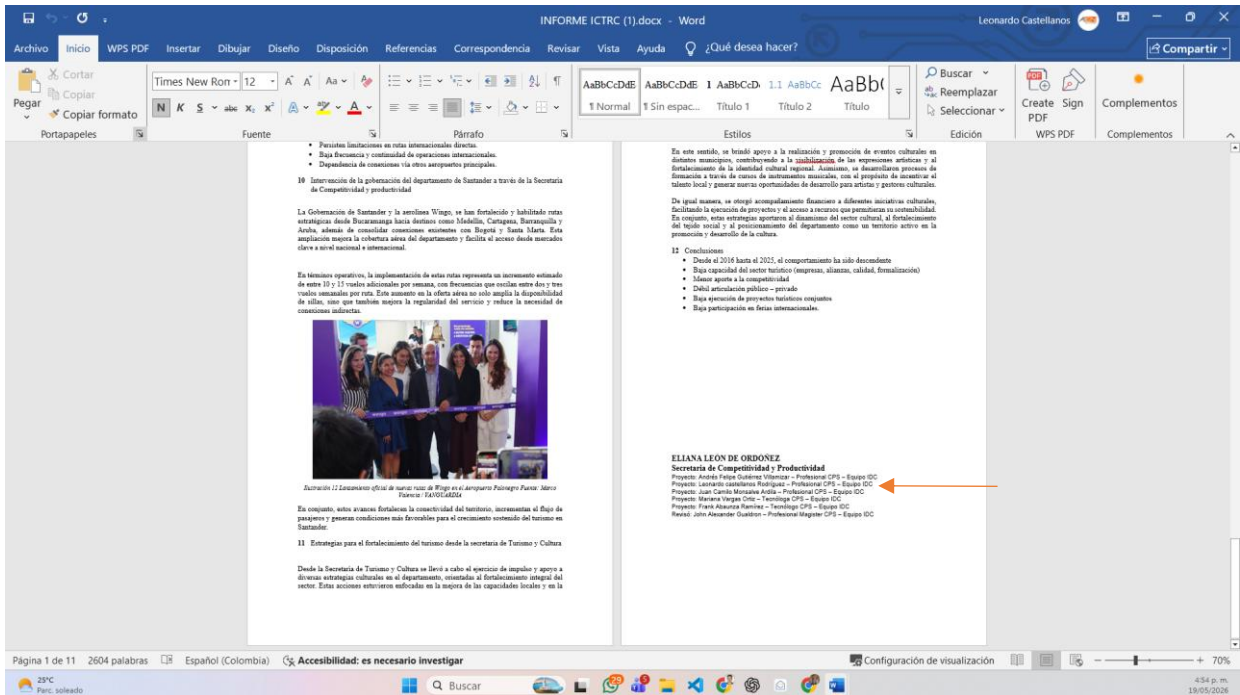 INFORME ICTRC (1).docx - Word
Leonardo Castellanos
Archivo Inicio WPS PDF Insertar Dibujar Diseño Disposición Referencias Correspondencia Revisar Vista Ayuda ¿Qué desea hacer? Compartir
Pegar
Cortar
Copiar
Copiar formato
Times New Ron 12
N K S abc X₂ X²
AaBbCcDdE AaBbCcDdE 1 AaBbCcD 1.1 AaBbCc AaBb(
¶ Normal ¶ Sin espac... Título 1 Título 2 Título
Buscar
Reemplazar
Seleccionar
Create PDF
Sign
Complementos
Portapapeles Fuente Párrafo Estilos Edición WPS PDF Complementos
• Persisten limitaciones en rutas internacionales directas.
• Baja frecuencia y continuidad de operaciones internacionales.
• Dependencia de conexiones vía otros aeropuertos principales.
10 Intervención de la gobernación del departamento de Santander a través de la Secretaría
de Competitividad y productividad
La Gobernación de Santander y la aerolínea Wingo, se han fortalecido y habilitado rutas
estratégicas desde Bucaramanga hacia destinos como Medellín, Cartagena, Barranquilla y
Aruba, además de consolidar conexiones existentes con Bogotá y Santa Marta. Esta
ampliación mejora la cobertura aérea del departamento y facilita el acceso desde mercados
clave a nivel nacional e internacional.
En términos operativos, la implementación de estas rutas representa un incremento estimado
de entre 10 y 15 vuelos adicionales por semana, con frecuencias que oscilan entre dos y tres
vuelos semanales por ruta. Este aumento en la oferta aérea no solo amplía la disponibilidad
de sillas, sino que también mejora la regularidad del servicio y reduce la necesidad de
conexiones indirectas.
Ilustración 12 Lanzamiento oficial de nuevas rutas de Wingo en el Aeropuerto Palonegro Fuente: Marco
Valencia / VANGUARDIA
En conjunto, estos avances fortalecen la conectividad del territorio, incrementan el flujo de
pasajeros y generan condiciones más favorables para el crecimiento sostenido del turismo en
Santander.
11 Estrategias para el fortalecimiento del turismo desde la secretaria de Turismo y Cultura
Desde la Secretaría de Turismo y Cultura se llevó a cabo el ejercicio de impulso y apoyo a
diversas estrategias culturales en el departamento, orientadas al fortalecimiento integral del
sector. Estas acciones estuvieron enfocadas en la mejora de las capacidades locales y en la
En este sentido, se brindó apoyo a la realización y promoción de eventos culturales en
distintos municipios, contribuyendo a la visibilización de las expresiones artísticas y al
fortalecimiento de la identidad cultural regional. Asimismo, se desarrollaron procesos de
formación a través de cursos de instrumentos musicales, con el propósito de incentivar el
talento local y generar nuevas oportunidades de desarrollo para artistas y gestores culturales.
De igual manera, se otorgó acompañamiento financiero a diferentes iniciativas culturales,
facilitando la ejecución de proyectos y el acceso a recursos que permitieran su sostenibilidad.
En conjunto, estas estrategias aportaron al dinamismo del sector cultural, al fortalecimiento
del tejido social y al posicionamiento del departamento como un territorio activo en la
promoción y desarrollo de la cultura.
12 Conclusiones
• Desde el 2016 hasta el 2025, el comportamiento ha sido descendente
• Baja capacidad del sector turístico (empresas, alianzas, calidad, formalización)
• Menor aporte a la competitividad
• Débil articulación público – privado
• Baja ejecución de proyectos turísticos conjuntos
• Baja participación en ferias internacionales.
ELIANA LEÓN DE ORDOÑEZ
Secretaria de Competitividad y Productividad
Proyecto: Andrés Felipe Gutiérrez Villamizar – Profesional CPS – Equipo IDC
Proyecto: Leonardo castellanos Rodríguez – Profesional CPS – Equipo IDC
Proyecto: Juan Camilo Monsalve Ardila – Profesional CPS – Equipo IDC
Proyecto: Mariana Vargas Ortiz – Tecnóloga CPS – Equipo IDC
Proyecto: Frank Abaunza Ramírez – Tecnólogo CPS – Equipo IDC
Revisó: John Alexander Gualdron – Profesional Magister CPS – Equipo IDC
Página 1 de 11 2604 palabras Español (Colombia) Accesibilidad: es necesario investigar Configuración de visualización 70%
25°C
Parc. soleado
Buscar
4:54 p. m.
19/05/2026